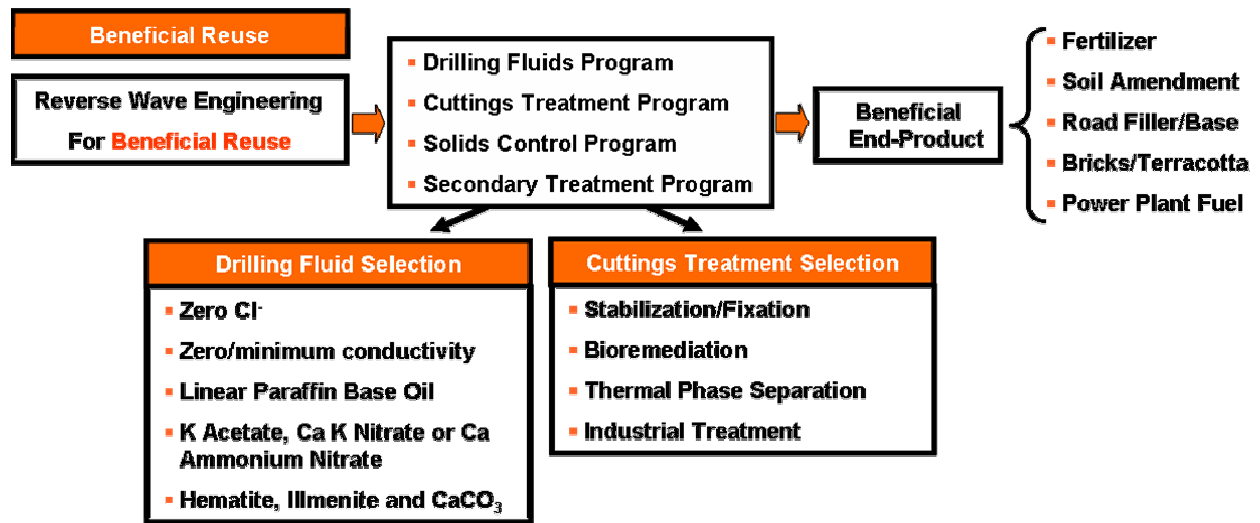 Beneficial Reuse
Reverse Wave Engineering
For Beneficial Reuse
▪ Drilling Fluids Program
▪ Cuttings Treatment Program
▪ Solids Control Program
▪ Secondary Treatment Program
Beneficial
End-Product
▪ Fertilizer
▪ Soil Amendment
▪ Road Filler/Base
▪ Bricks/Terracotta
▪ Power Plant Fuel
Drilling Fluid Selection
▪ Zero Cl⁻
▪ Zero/minimum conductivity
▪ Linear Paraffin Base Oil
▪ K Acetate, Ca K Nitrate or Ca
Ammonium Nitrate
▪ Hematite, Illmenite and CaCO₃
Cuttings Treatment Selection
▪ Stabilization/Fixation
▪ Bioremediation
▪ Thermal Phase Separation
▪ Industrial Treatment